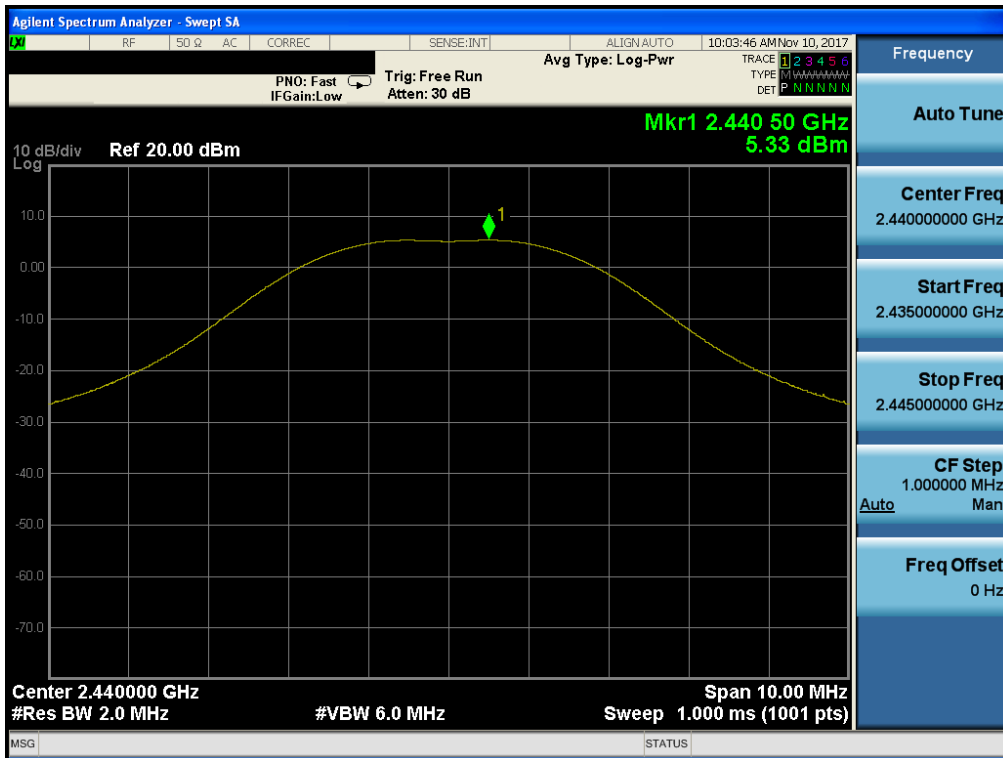 Agilent Spectrum Analyzer - Swept SA
LXI RF 50 Ω AC CORREC SENSE:INT ALIGN AUTO 10:03:46 AM Nov 10, 2017
Frequency
PNO: Fast
IFGain:Low
Trig: Free Run
Atten: 30 dB
Avg Type: Log-Pwr
TRACE 1 2 3 4 5 6
TYPE M
DET P N N N N N
Mkr1 2.440 50 GHz
5.33 dBm
10 dB/div
Log
Ref 20.00 dBm
1
10.0
0.00
-10.0
-20.0
-30.0
-40.0
-50.0
-60.0
-70.0
Center 2.440000 GHz
Span 10.00 MHz
#Res BW 2.0 MHz
#VBW 6.0 MHz
Sweep 1.000 ms (1001 pts)
MSG
STATUS
Auto Tune
Center Freq
2.440000000 GHz
Start Freq
2.435000000 GHz
Stop Freq
2.445000000 GHz
CF Step
1.000000 MHz
Auto Man
Freq Offset
0 Hz